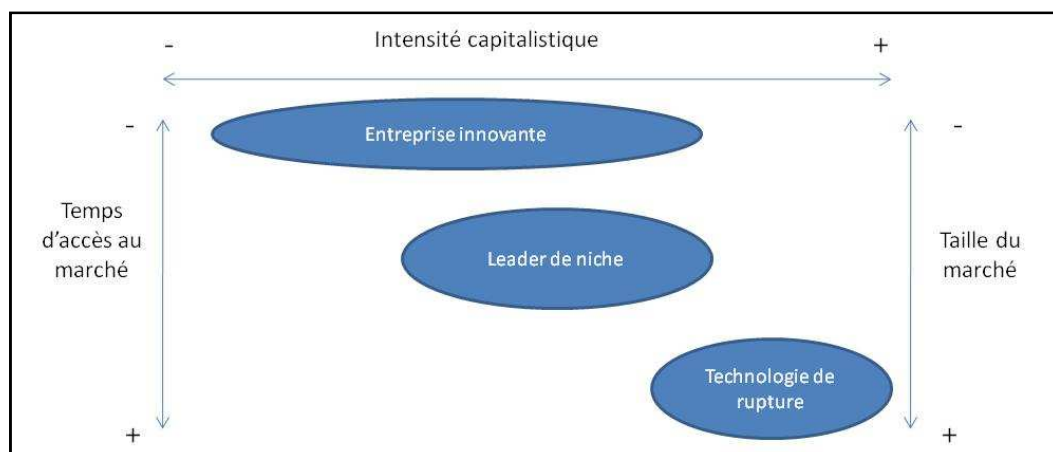 - Intensité capitalistique +
Entreprise innovante
- -
Temps
d’accès au
marché
Leader de niche
Taille du
marché
Technologie de
rupture
+ +